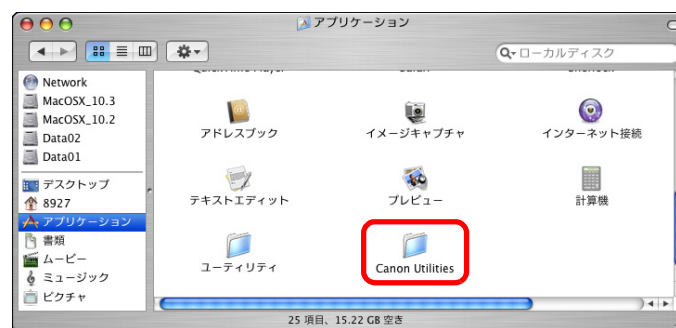 アプリケーション
ローカルディスク
Network
MacOSX_10.3
MacOSX_10.2
Data02
Data01
デスクトップ
8927
アプリケーション
書類
ムービー
ミュージック
ピクチャ
アドレスブック
イメージキャプチャ
インターネット接続
テキストエディット
プレビュー
計算機
ユーティリティ
Canon Utilities
25 項目、15.22 GB 空き